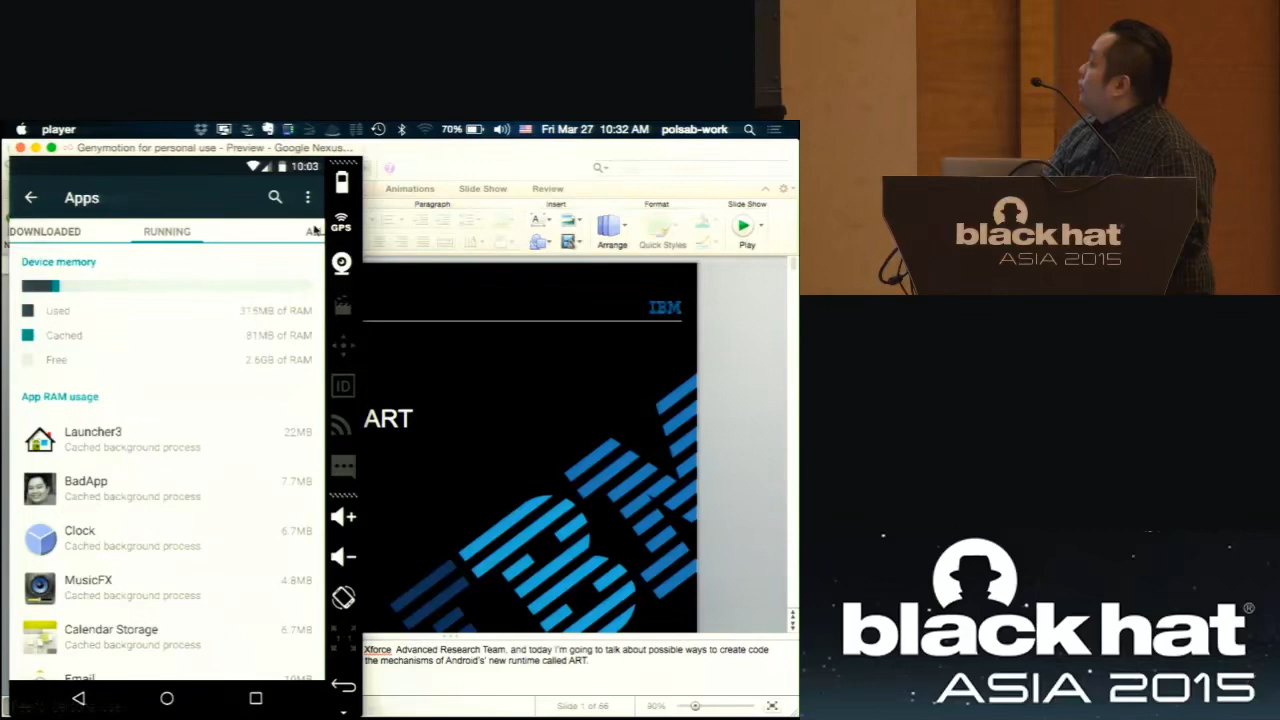 player
70%
Fri Mar 27 10:32 AM
polsab-work
Genymotion for personal use - Preview - Google Nexus...
10:03
Apps
DOWNLOADED
RUNNING
Device memory
Used
315MB of RAM
Cached
81MB of RAM
Free
2.6GB of RAM
App RAM usage
Launcher3
22MB
Cached background process
BadApp
7.7MB
Cached background process
Clock
6.7MB
Cached background process
MusicFX
4.8MB
Cached background process
Calendar Storage
6.7MB
Cached background process
Email
GPS
ID
Animations
Slide Show
Review
Paragraph
Insert
Format
Slide Show
Arrange
Quick Styles
Play
IBM
ART
IBM
Xforce Advanced Research Team, and today I'm going to talk about possible ways to create code
the mechanisms of Android's' new runtime called ART.
Slide 1 of 66
90%
black hat
ASIA 2015
black hat®
ASIA 2015